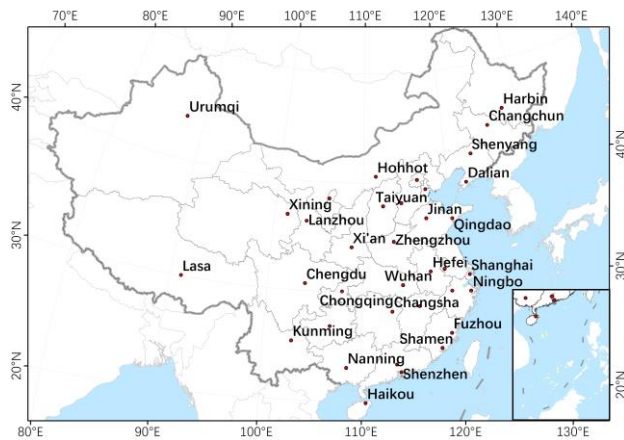 70°E 80°E 90°E 100°E 110°E 120°E 130°E 140°E
40°N
Urumqi
Harbin
Changchun
Shenyang
40°N
Hohhot
Dalian
Xining
Taiyuan
Lanzhou
Jinan
Qingdao
30°N
Xi'an
Zhengzhou
Lasa
Chengdu
Wuhan
Hefei
Shanghai
30°N
Ningbo
Chongqing
Changsha
Kunming
Fuzhou
Shamen
20°N
Nanning
Shenzhen
20°N
Haikou
80°E 90°E 100°E 110°E 120°E 130°E